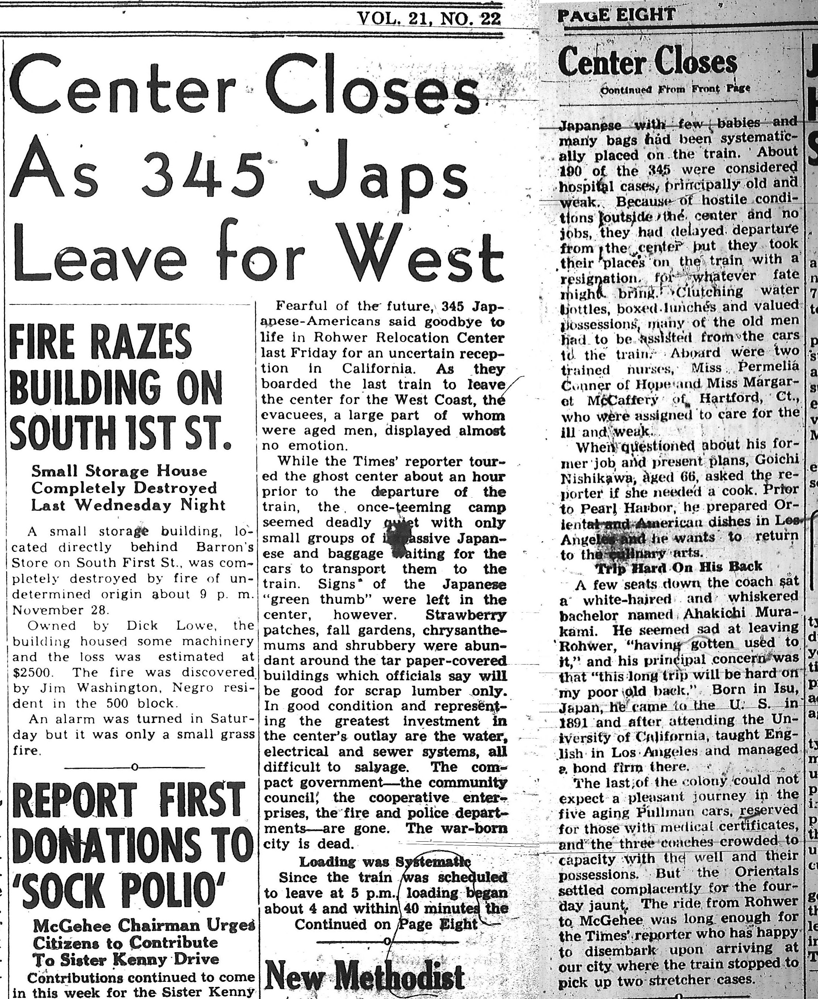 VOL. 21, NO. 22
Center Closes
As 345 Japs
Leave for West
FIRE RAZES
BUILDING ON
SOUTH 1ST ST.
Small Storage House
Completely Destroyed
Last Wednesday Night
A small storage building, lo-
cated directly behind Barron's
Store on South First St., was com-
pletely destroyed by fire of un-
determined origin about 9 p. m.
November 28.
Owned by Dick Lowe, the
building housed some machinery
and the loss was estimated at
$2500. The fire was discovered
by Jim Washington, Negro resi-
dent in the 500 block.
An alarm was turned in Satur-
day but it was only a small grass
fire.
REPORT FIRST
DONATIONS TO
'SOCK POLIO'
McGehee Chairman Urges
Citizens to Contribute
To Sister Kenny Drive
Contributions continued to come
in this week for the Sister Kenny
Fearful of the future, 345 Jap-
anese-Americans said goodbye to
life in Rohwer Relocation Center
last Friday for an uncertain recep-
tion in California. As they
boarded the last train to leave
the center for the West Coast, the
evacuees, a large part of whom
were aged men, displayed almost
no emotion.
While the Times' reporter tour-
ed the ghost center about an hour
prior to the departure of the
train, the once-teeming camp
seemed deadly quiet with only
small groups of impassive Japan-
ese and baggage waiting for the
cars to transport them to the
train. Signs of the Japanese
"green thumb" were left in the
center, however. Strawberry
patches, fall gardens, chrysanthe-
mums and shrubbery were abun-
dant around the tar paper-covered
buildings which officials say will
be good for scrap lumber only.
In good condition and represent-
ing the greatest investment in
the center's outlay are the water,
electrical and sewer systems, all
difficult to salvage. The com-
pact government—the community
council, the cooperative enter-
prises, the fire and police depart-
ments—are gone. The war-born
city is dead.
Loading was Systematic
Since the train was scheduled
to leave at 5 p.m., loading began
about 4 and within 40 minutes the
Continued on Page Eight
New Methodist
PAGE EIGHT
Center Closes
Continued From Front Page
Japanese with few babies and
many bags had been systematic-
ally placed on the train. About
190 of the 345 were considered
hospital cases, principally old and
weak. Because of hostile condi-
tions outside the center and no
jobs, they had delayed departure
from the center but they took
their places on the train with a
resignation for whatever fate
might bring. Clutching water
bottles, boxed lunches and valued
possessions, many of the old men
had to be assisted from the cars
to the train. Aboard were two
trained nurses, Miss Permelia
Conner of Hope and Miss Margar-
et McCaffery of Hartford, Ct.,
who were assigned to care for the
ill and weak.
When questioned about his for-
mer job and present plans, Goichi
Nishikawa, aged 66, asked the re-
porter if she needed a cook. Prior
to Pearl Harbor, he prepared Or-
iental and American dishes in Los
Angeles and he wants to return
to the culinary arts.
Trip Hard On His Back
A few seats down the coach sat
a white-haired and whiskered
bachelor named Ahakichi Mura-
kami. He seemed sad at leaving
Rohwer, "having gotten used to
it," and his principal concern was
that "this long trip will be hard on
my poor old back." Born in Isu,
Japan, he came to the U. S. in
1891 and after attending the Un-
iversity of California, taught Eng-
lish in Los Angeles and managed
a bond firm there.
The last of the colony could not
expect a pleasant journey in the
five aging Pullman cars, reserved
for those with medical certificates,
and the three coaches crowded to
capacity with the well and their
possessions. But the Orientals
settled complacently for the four-
day jaunt. The ride from Rohwer
to McGehee was long enough for
the Times' reporter who has happy
to disembark upon arriving at
our city where the train stopped to
pick up two stretcher cases.